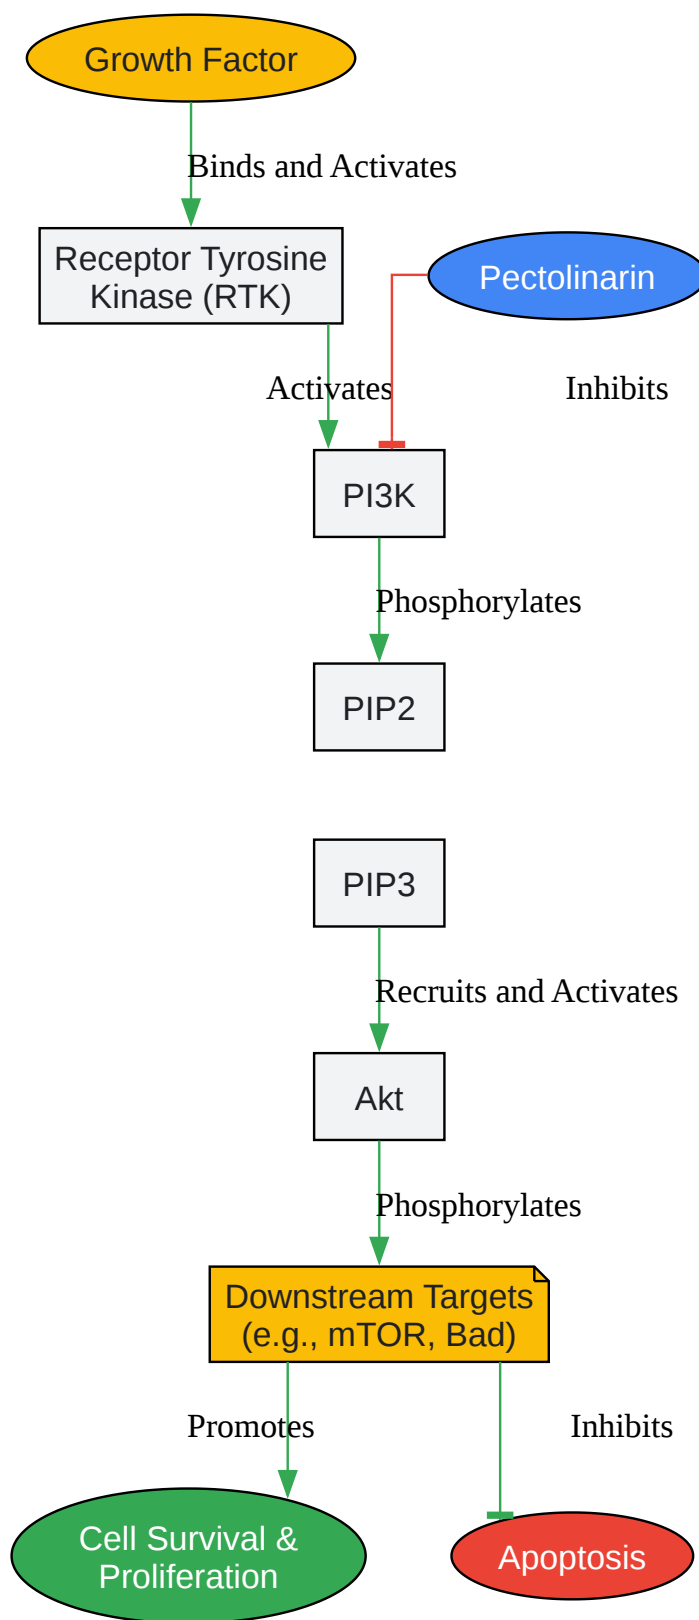 Growth Factor
Binds and Activates
Receptor Tyrosine
Kinase (RTK)
Pectolinarin
Activates
Inhibits
PI3K
Phosphorylates
PIP2
PIP3
Recruits and Activates
Akt
Phosphorylates
Downstream Targets
(e.g., mTOR, Bad)
Promotes
Inhibits
Cell Survival &
Proliferation
Apoptosis